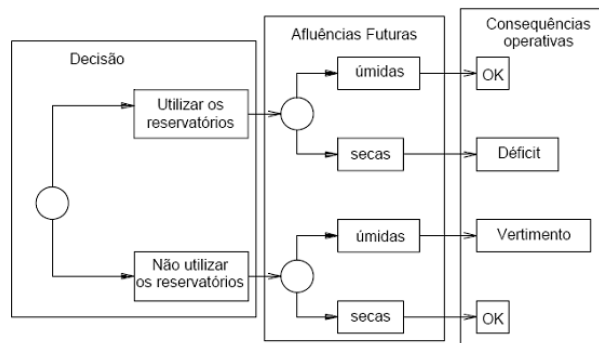 Decisão
Afluências Futuras
Consequências
operativas
Utilizar os
reservatórios
úmidas
OK
secas
Déficit
Não utilizar
os reservatórios
úmidas
Vertimento
secas
OK